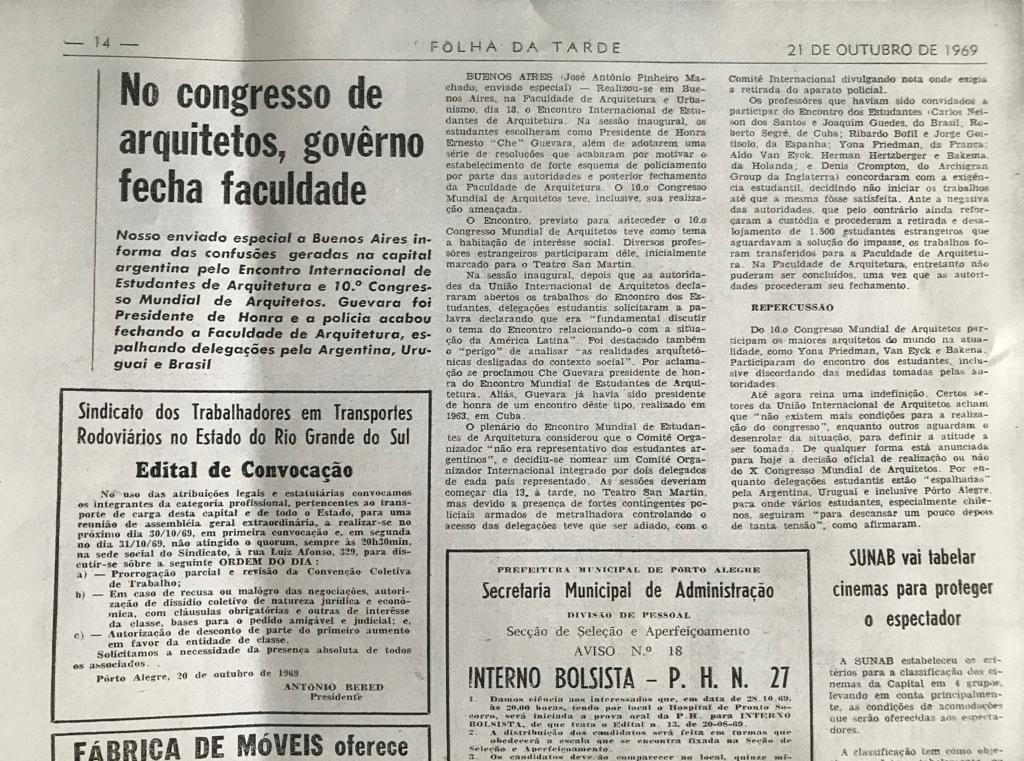 — 14 —
FÔLHA DA TARDE
21 DE OUTUBRO DE 1969
No congresso de
arquitetos, govêrno
fecha faculdade
Nosso enviado especial a Buenos Aires in-
forma das confusões geradas na capital
argentina pelo Encontro Internacional de
Estudantes de Arquitetura e 10.º Congres-
so Mundial de Arquitetos. Guevara foi
Presidente de Honra e a polícia acabou
fechando a Faculdade de Arquitetura, es-
palhando delegações pela Argentina, Uru-
guai e Brasil
BUENOS AIRES (José Antônio Pinheiro Ma-
chado, enviado especial) — Realizou-se em Bue-
nos Aires, na Faculdade de Arquitetura e Urba-
nismo, dia 18, o Encontro Internacional de Estu-
dantes de Arquitetura. Na sessão inaugural, os
estudantes escolheram como Presidente de Honra
Ernesto "Che" Guevara, além de adotarem uma
série de resoluções que acabaram por motivar o
estabelecimento de forte esquema de policiamento
por parte das autoridades e posterior fechamento
da Faculdade de Arquitetura. O 10.o Congresso
Mundial de Arquitetos teve, inclusive, sua realiza-
ção ameaçada.
O Encontro, previsto para anteceder o 10.o
Congresso Mundial de Arquitetos teve como tema
a habitação de interêsse social. Diversos profes-
sôres estrangeiros participaram dêle, inicialmente
marcado para o Teatro San Martin.
Na sessão inaugural, depois que as autorida-
des da União Internacional de Arquitetos decla-
raram abertos os trabalhos do Encontro dos Es-
tudantes, delegações estudantis solicitaram a pa-
lavra declarando que era "fundamental discutir
o tema do Encontro relacionando-o com a situa-
ção da América Latina". Foi destacado também
o "perigo" de analisar "as realidades arquitetô-
nicas desligadas do contexto social". Por aclama-
ção se proclamou Che Guevara presidente de hon-
ra do Encontro Mundial de Estudantes de Arqui-
tetura. Aliás, Guevara já havia sido presidente
de honra de um encontro dêste tipo, realizado em
1963, em Cuba.
O plenário do Encontro Mundial de Estudan-
tes de Arquitetura considerou que o Comitê Orga-
nizador "não era representativo dos estudantes ar-
gentinos", e decidiu-se nomear um Comitê Orga-
nizador Internacional integrado por dois delegados
de cada país representado. As sessões deveriam
começar dia 13, à tarde, no Teatro San Martin,
mas devido a presença de fortes contingentes po-
liciais armados de metralhadora controlando o
acesso das delegações teve que ser adiado, com o
Comitê Internacional divulgando nota onde exigia
a retirada do aparato policial.
Os professôres que haviam sido convidados a
participar do Encontro dos Estudantes (Carlos Nel-
son dos Santos e Joaquim Guedes, do Brasil; Ro-
berto Segré, de Cuba; Ribardo Bofil e Jorge Goi-
tisolo, da Espanha; Yona Friedman, da França;
Aldo Van Eyck, Herman Hertzberger e Bakema,
da Holanda; e Denis Crompton, do Archigran
Group da Inglaterra) concordaram com a exigên-
cia estudantil, decidindo não iniciar os trabalhos
até que a mesma fôsse satisfeita. Ante a negativa
das autoridades, que pelo contrário ainda refor-
çaram a custódia e procederam a retirada e desa-
lojamento de 1.500 estudantes estrangeiros que
aguardavam a solução do impasse, os trabalhos fo-
ram transferidos para a Faculdade de Arquitetu-
ra. Na Faculdade de Arquitetura, entretanto não
puderam ser concluídos, uma vez que as autori-
dades procederam seu fechamento.
REPERCUSSÃO
Do 10.o Congresso Mundial de Arquitetos par-
ticipam os maiores arquitetos do mundo na atua-
lidade, como Yona Friedman, Van Eyck e Bakena.
Participaram do encontro dos estudantes, inclu-
sive discordando das medidas tomadas pelas au-
toridades.
Até agora reina uma indefinição. Certos se-
tores da União Internacional de Arquitetos acham
que "não existem mais condições para a realiza-
ção do congresso", enquanto outros aguardam o
desenrolar da situação, para definir a atitude a
ser tomada. De qualquer forma está anunciada
para hoje a decisão oficial de realização ou não
do X Congresso Mundial de Arquitetos. Por en-
quanto delegações estudantis estão "espalhadas"
pela Argentina, Uruguai e inclusive Pôrto Alegre,
para onde vários estudantes, especialmente chile-
nos, seguiram "para descansar um pouco depois
de tanta tensão", como afirmaram.
Sindicato dos Trabalhadores em Transportes
Rodoviários no Estado do Rio Grande do Sul
Edital de Convocação
No uso das atribuições legais e estatutárias convocamos
os integrantes da categoria profissional, pertencentes ao trans-
porte de carga desta capital e de todo o Estado, para uma
reunião de assembléia geral extraordinária, a realizar-se no
próximo dia 30/10/69, em primeira convocação e, em segunda
no dia 31/10/69, não atingido o quorum, sempre às 20h30min,
na sede social do Sindicato, à rua Luiz Afonso, 329, para dis-
cutir-se sôbre a seguinte ORDEM DO DIA:
a) — Prorrogação parcial e revisão da Convenção Coletiva
de Trabalho;
b) — Em caso de recusa ou malôgro das negociações, autori-
zação de dissídio coletivo de natureza jurídica e econô-
mica, com cláusulas obrigatórias e outras de interêsse
da classe, bases para o pedido amigável e judicial; e,
c) — Autorização de desconto de parte do primeiro aumento
em favor da entidade de classe.
Solicitamos a necessidade da presença absoluta de todos
os associados.
Pôrto Alegre, 20 de outubro de 1969
ANTONIO BERED
Presidente
FÁBRICA DE MÓVEIS oferece
PREFEITURA MUNICIPAL DE PÔRTO ALEGRE
Secretaria Municipal de Administração
DIVISÃO DE PESSOAL
Secção de Seleção e Aperfeiçoamento
AVISO N.º 18
INTERNO BOLSISTA – P. H. N. 27
1. Damos ciência aos interessados que, em data de 28.10.69,
às 20,00 horas, tendo por local o Hospital de Pronto So-
corro, será iniciada a prova oral da P.H. para INTERNO
BOLSISTA, de que trata o Edital n. 13, de 20-08-69.
2. A distribuição dos candidatos será feita em turmas que
obedecerá a escala que se encontra fixada na Seção de
Seleção e Aperfeiçoamento.
3. Os candidatos deverão comparecer no local, quinze mi-
SUNAB vai tabelar
cinemas para proteger
o espectador
A SUNAB estabeleceu os cri-
térios para a classificação dos ci-
nemas da Capital em 4 grupos,
levando em conta principalmen-
te, as condições de acomodações
que serão oferecidas aos especta-
dores.
A classificação tem como obje-